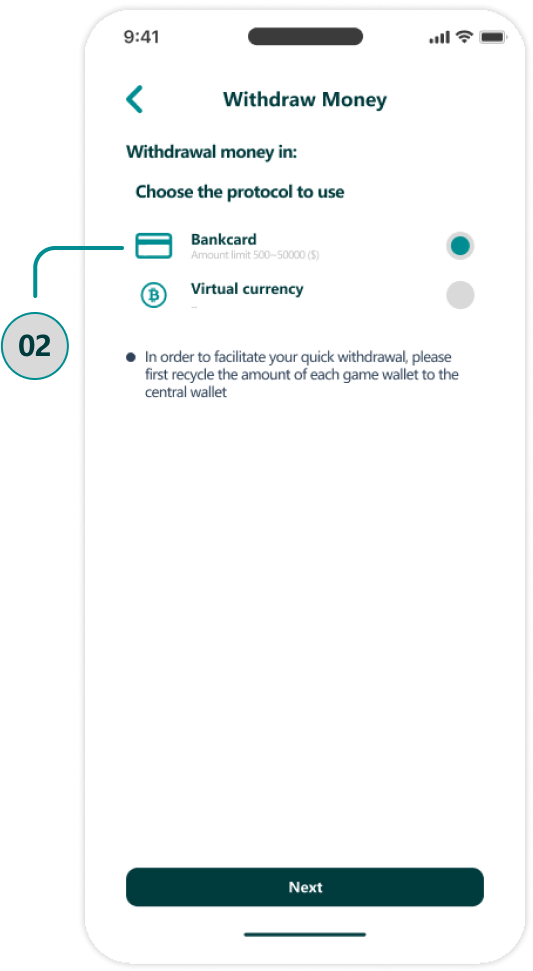 9:41
Withdraw Money
Withdrawal money in:
Choose the protocol to use
Bankcard
Amount limit 500~50000 ($)
Virtual currency
--
02
In order to facilitate your quick withdrawal, please
first recycle the amount of each game wallet to the
central wallet
Next